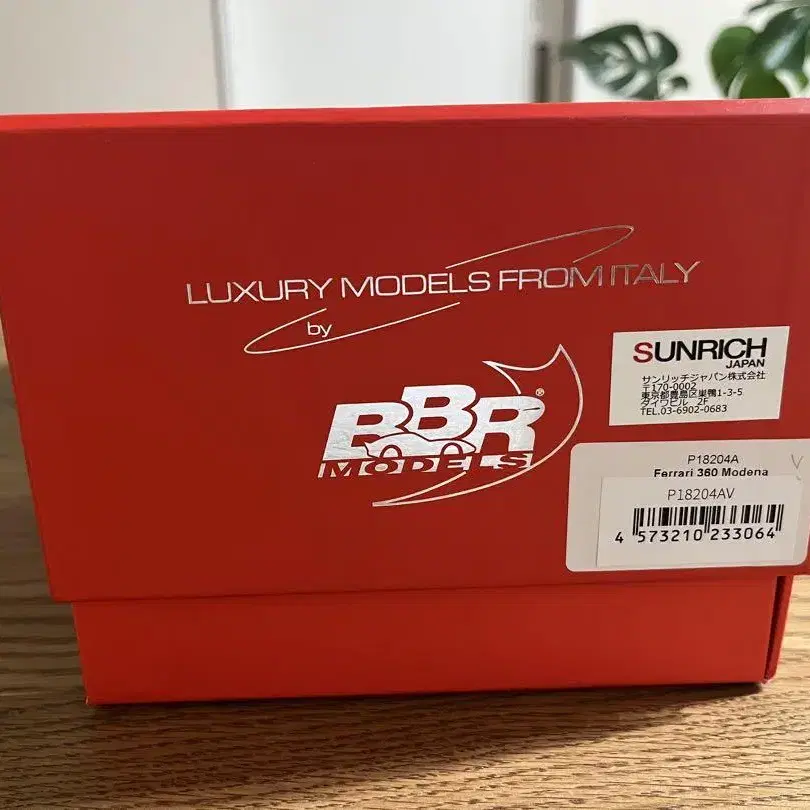 LUXURY MODELS FROM ITALY
by
BBR®
MODELS
SUNRICH
JAPAN
サンリッチジャパン株式会社
〒170-0002
東京都豊島区巣鴨1-3-5
ダイワビル 2F
TEL.03-6902-0683
P18204A
V
Ferrari 360 Modena
P18204AV
4 573210 233064